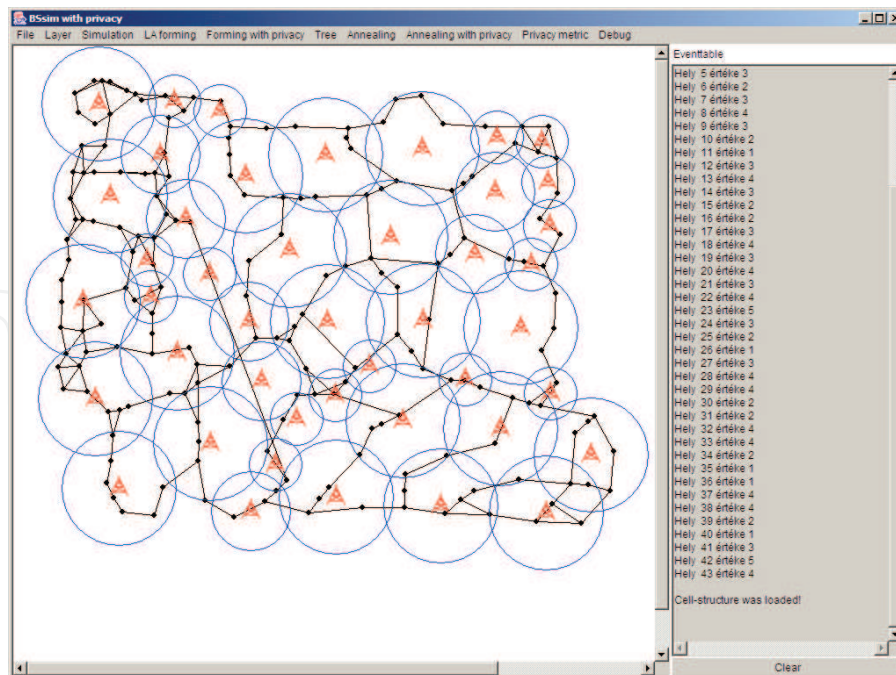 BSsim with privacy
File Layer Simulation LA forming Forming with privacy Tree Annealing Annealing with privacy Privacy metric Debug
Eventtable
Hely 5 értéke 3
Hely 6 értéke 2
Hely 7 értéke 3
Hely 8 értéke 4
Hely 9 értéke 3
Hely 10 értéke 2
Hely 11 értéke 1
Hely 12 értéke 3
Hely 13 értéke 4
Hely 14 értéke 3
Hely 15 értéke 2
Hely 16 értéke 2
Hely 17 értéke 3
Hely 18 értéke 4
Hely 19 értéke 3
Hely 20 értéke 4
Hely 21 értéke 3
Hely 22 értéke 4
Hely 23 értéke 5
Hely 24 értéke 3
Hely 25 értéke 2
Hely 26 értéke 1
Hely 27 értéke 3
Hely 28 értéke 4
Hely 29 értéke 4
Hely 30 értéke 2
Hely 31 értéke 2
Hely 32 értéke 4
Hely 33 értéke 4
Hely 34 értéke 2
Hely 35 értéke 1
Hely 36 értéke 1
Hely 37 értéke 4
Hely 38 értéke 4
Hely 39 értéke 2
Hely 40 értéke 1
Hely 41 értéke 3
Hely 42 értéke 5
Hely 43 értéke 4
Cell-structure was loaded!
Clear